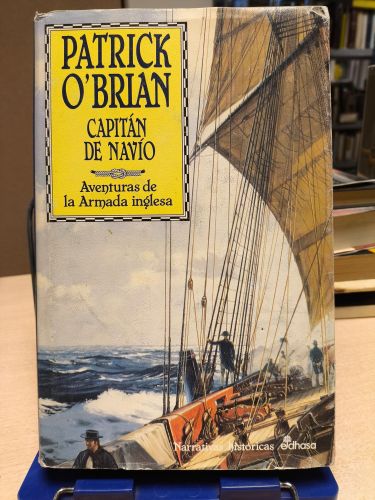 PATRICK
O'BRIAN
CAPITÁN
DE NAVÍO
Aventuras de
la Armada inglesa
Narrativas históricas edhasa